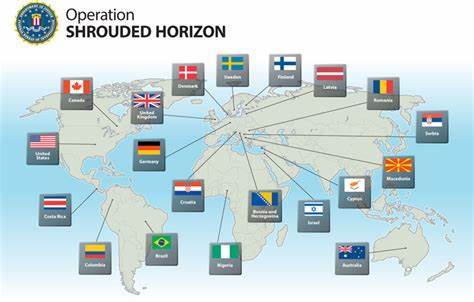 Operation
SHROUDED HORIZON
Canada
Denmark
Sweden
Finland
Latvia
Romania
United
Kingdom
Serbia
United
States
Germany
Macedonia
Costa Rica
Croatia
Bosnia and
Herzegovina
Israel
Cyprus
Colombia
Brazil
Nigeria
Australia